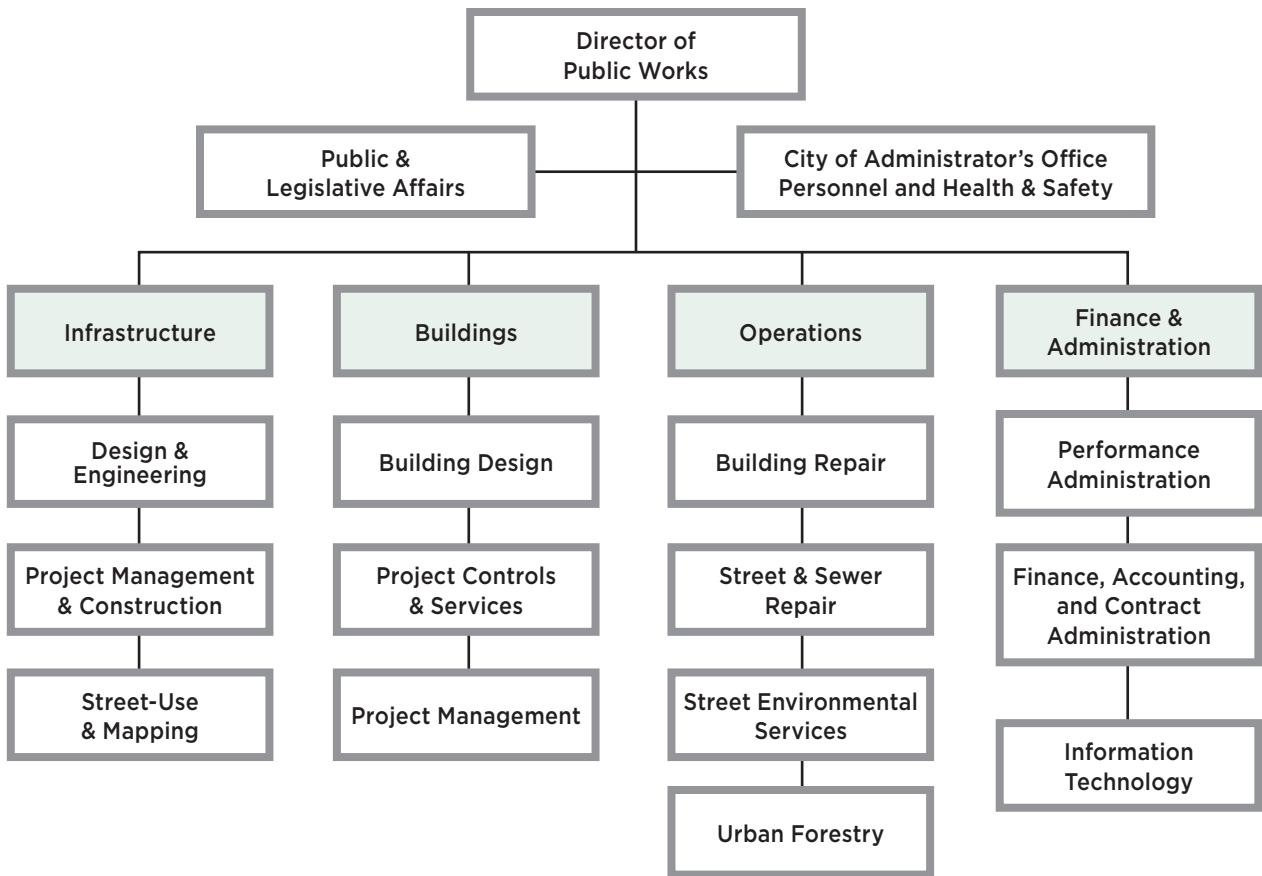 Director of
Public Works
Public &
Legislative Affairs
City of Administrator’s Office
Personnel and Health & Safety
Infrastructure
Buildings
Operations
Finance &
Administration
Design &
Engineering
Building Design
Building Repair
Performance
Administration
Project Management
& Construction
Project Controls
& Services
Street & Sewer
Repair
Finance, Accounting,
and Contract
Administration
Street-Use
& Mapping
Project Management
Street Environmental
Services
Information
Technology
Urban Forestry